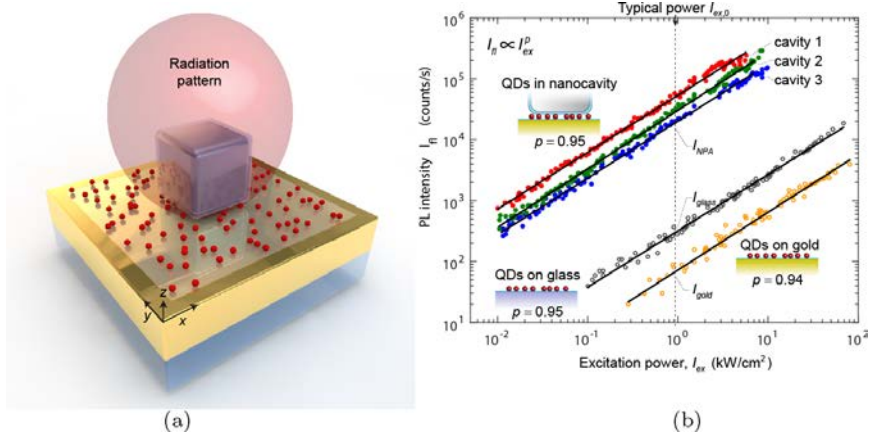 Radiation
pattern
z
y
x
(a)
Typical power I_ex,0
I_fl ∝ I_ex^p
QDs in nanocavity
p = 0.95
cavity 1
cavity 2
cavity 3
I_NPA
I_glass
I_gold
QDs on glass
p = 0.95
QDs on gold
p = 0.94
PL intensity I_fl (counts/s)
10^6
10^5
10^4
10^3
10^2
10^1
10^-2
10^-1
10^0
10^1
10^2
Excitation power, I_ex (kW/cm^2)
(b)